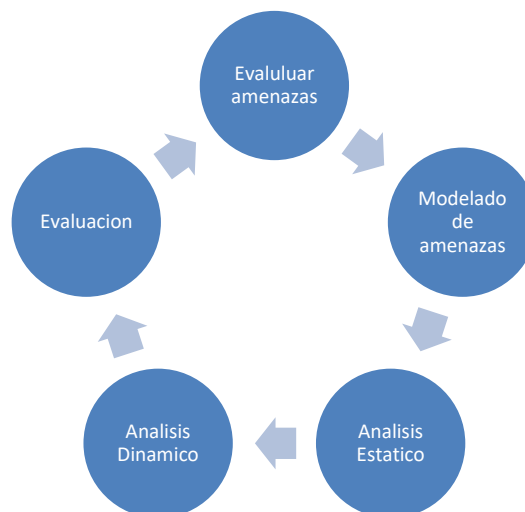 Evaluluar
amenazas
Modelado
de
amenazas
Analisis
Estatico
Analisis
Dinamico
Evaluacion